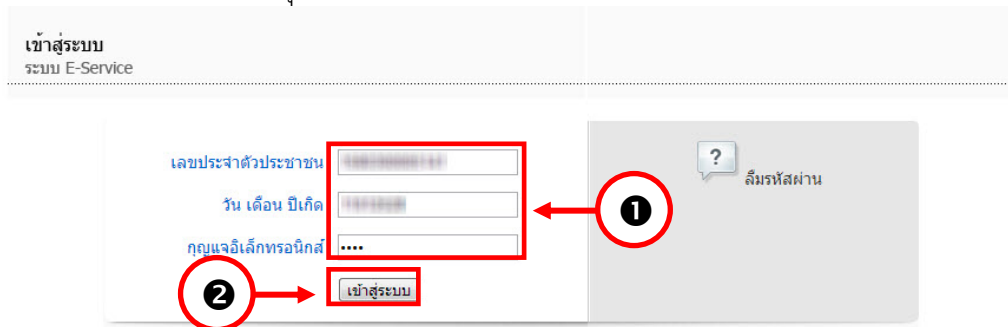 เข้าสู่ระบบ
ระบบ E-Service
เลขประจำตัวประชาชน
?
ลืมรหัสผ่าน
วัน เดือน ปีเกิด
❶
กุญแจอิเล็กทรอนิกส์ ••••
❷
เข้าสู่ระบบ